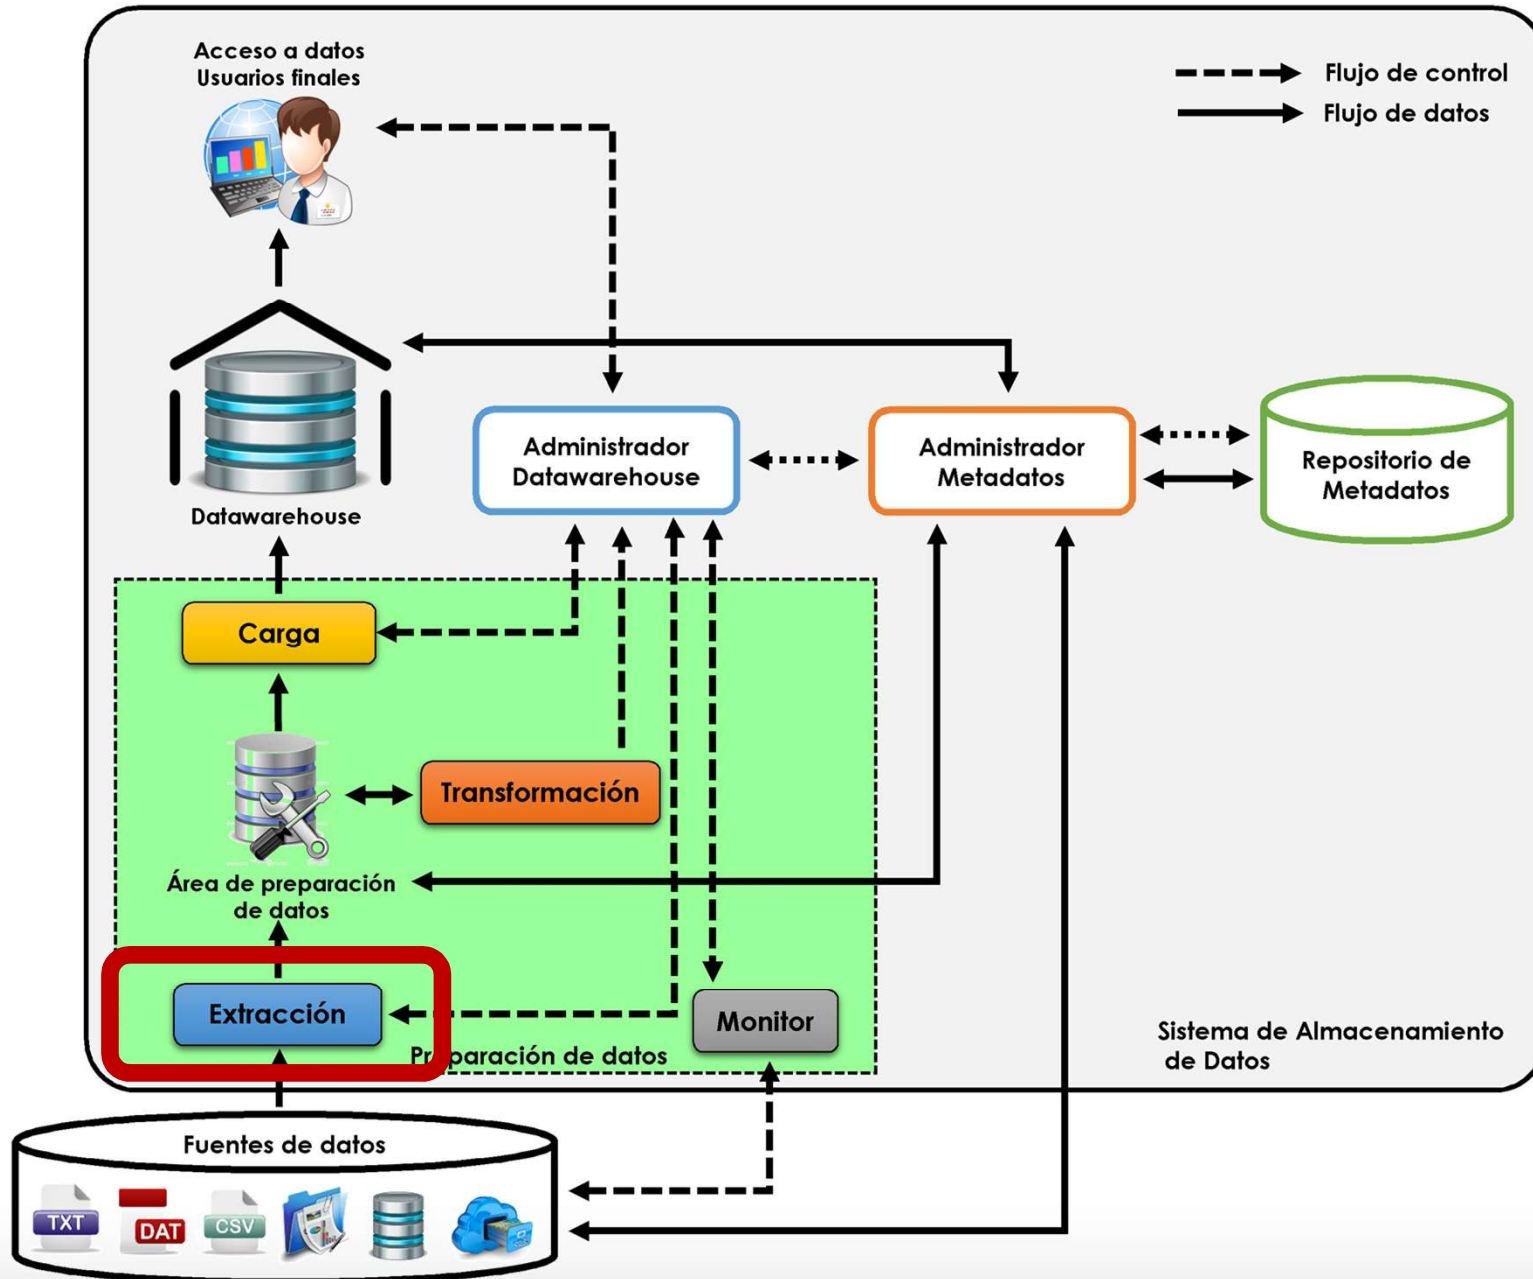 Acceso a datos
Usuarios finales
Flujo de control
Flujo de datos
Administrador
Datawarehouse
Administrador
Metadatos
Repositorio de
Metadatos
Datawarehouse
Carga
Transformación
Área de preparación
de datos
Extracción
Monitor
Preparación de datos
Sistema de Almacenamiento
de Datos
Fuentes de datos
TXT
DAT
CSV